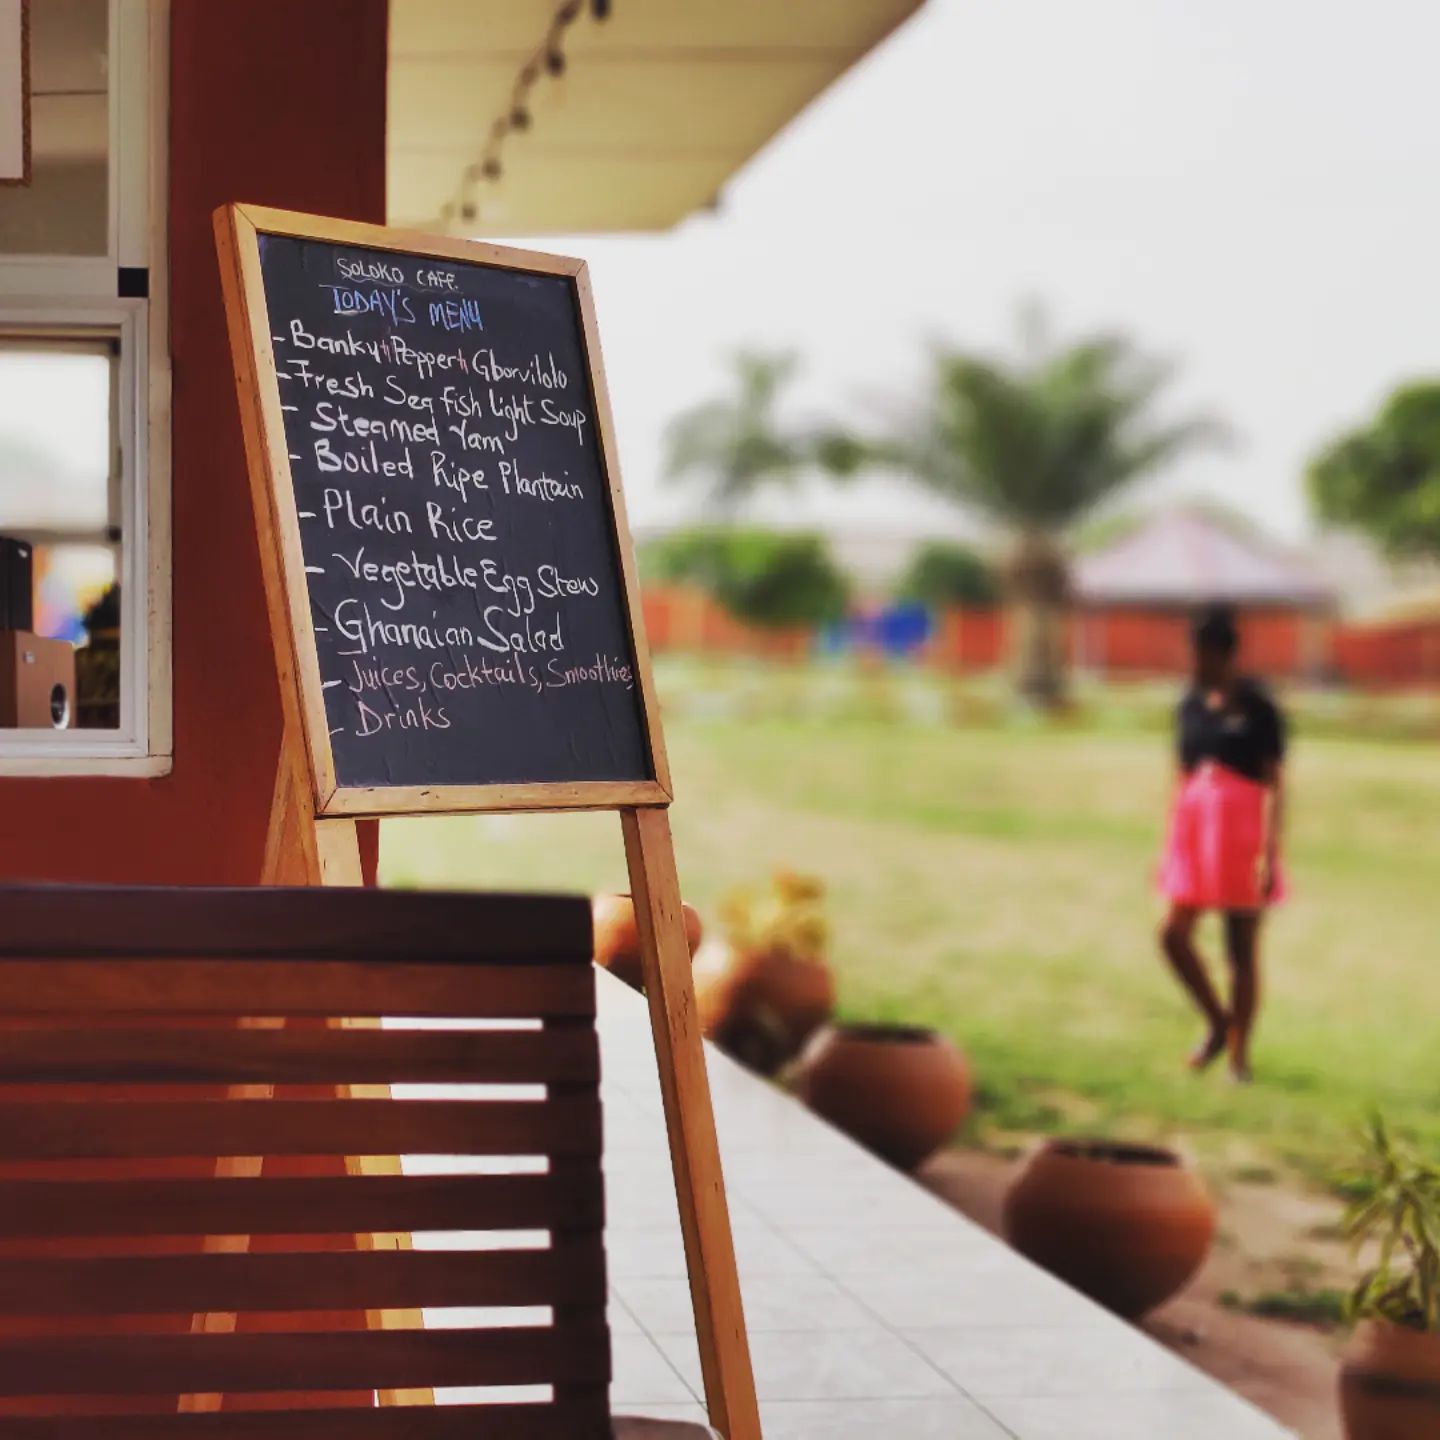 SOLOKO CAFE.
TODAY'S MENU
- Banku + Pepper + Gborvilolo
- Fresh Sea fish light Soup
- Steamed Yam
- Boiled Ripe Plantain
- Plain Rice
- Vegetable Egg Stew
- Ghanaian Salad
- Juices, Cocktails, Smoothies
- Drinks